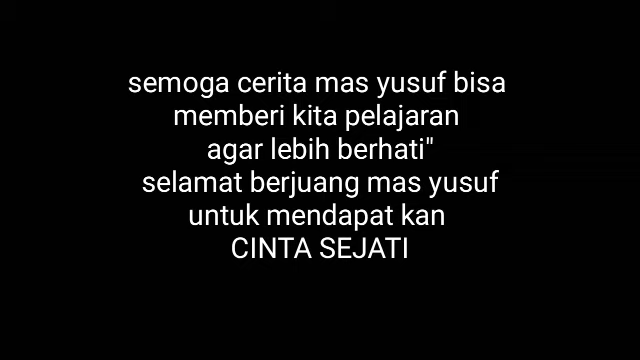 semoga cerita mas yusuf bisa
memberi kita pelajaran
agar lebih berhati"
selamat berjuang mas yusuf
untuk mendapat kan
CINTA SEJATI